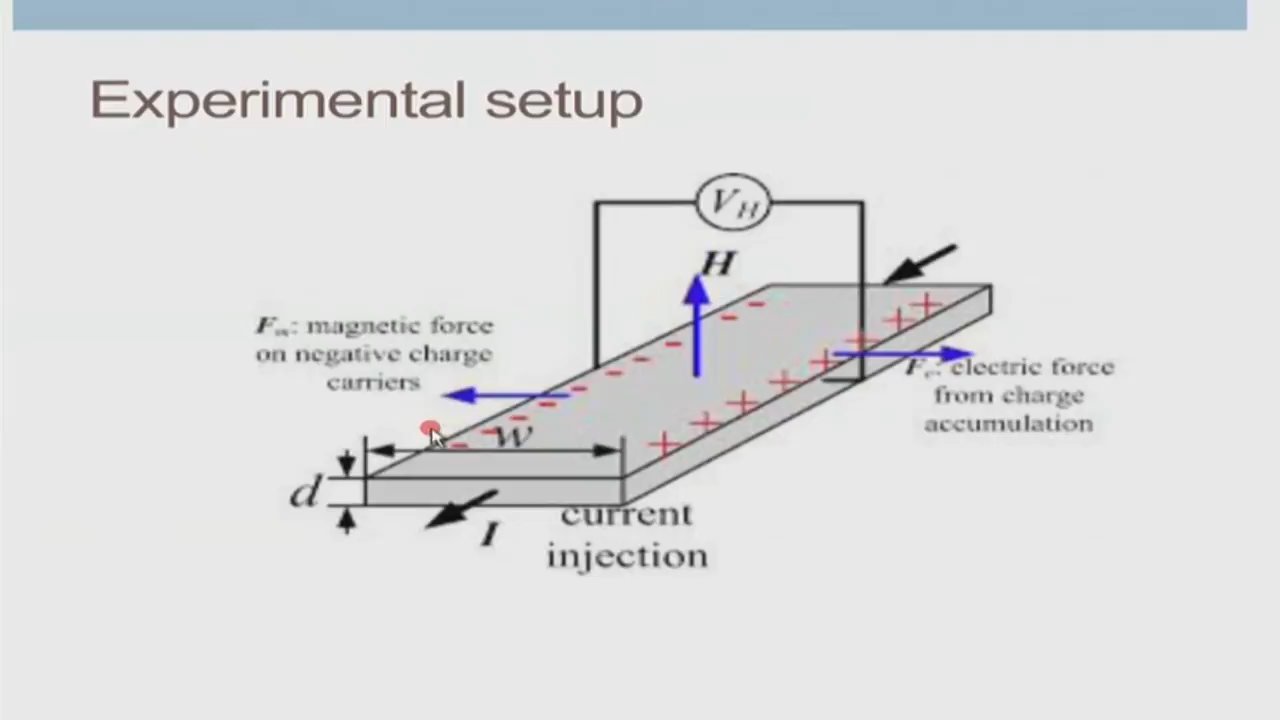 Experimental setup
V_H
H
F_m: magnetic force
on negative charge
carriers
F_e: electric force
from charge
accumulation
W
d
I
current
injection